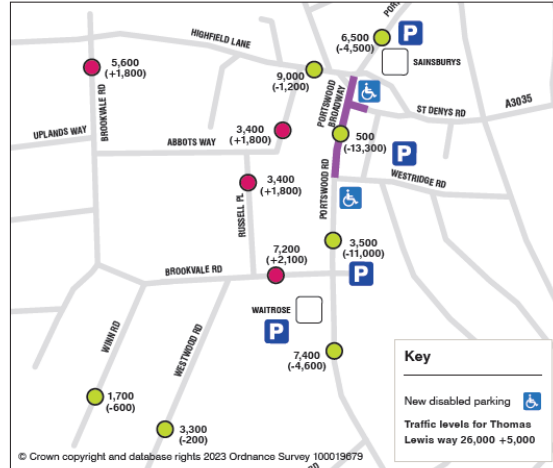 POR
6,500
(-4,500)
P
SAINSBURYS
HIGHFIELD LANE
5,600
(+1,800)
9,000
(-1,200)
BROOKVALE RD
PORTSWOOD
BROADWAY
ST DENYS RD
A3035
UPLANDS WAY
3,400
(+1,800)
ABBOTS WAY
500
(-13,300)
P
3,400
(+1,800)
PORTSWOOD RD
WESTRIDGE RD
RUSSELL PL
3,500
(-11,000)
7,200
(+2,100)
BROOKVALE RD
P
WAITROSE
P
WINN RD
WESTWOOD RD
7,400
(-4,600)
1,700
(-600)
3,300
(-200)
Key
New disabled parking
Traffic levels for Thomas
Lewis way 26,000 +5,000
© Crown copyright and database rights 2023 Ordnance Survey 100019679